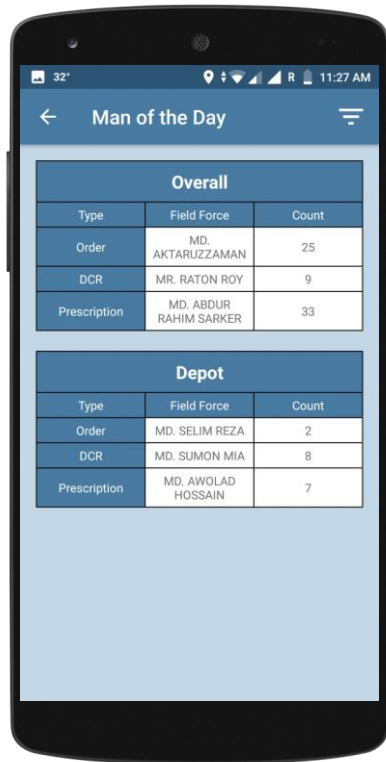 32° R 11:27 AM
Man of the Day
Overall
Type Field Force Count
Order MD. AKTARUZZAMAN 25
DCR MR. RATON ROY 9
Prescription MD. ABDUR RAHIM SARKER 33
Depot
Type Field Force Count
Order MD. SELIM REZA 2
DCR MD. SUMON MIA 8
Prescription MD. AWOLAD HOSSAIN 7